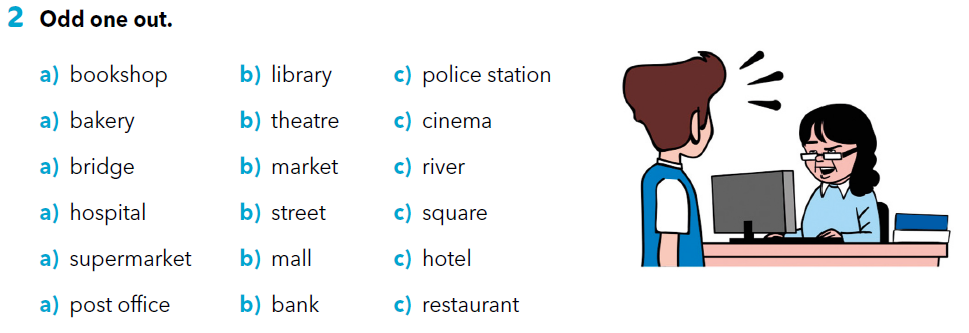 2 Odd one out.
a) bookshop b) library c) police station
a) bakery b) theatre c) cinema
a) bridge b) market c) river
a) hospital b) street c) square
a) supermarket b) mall c) hotel
a) post office b) bank c) restaurant